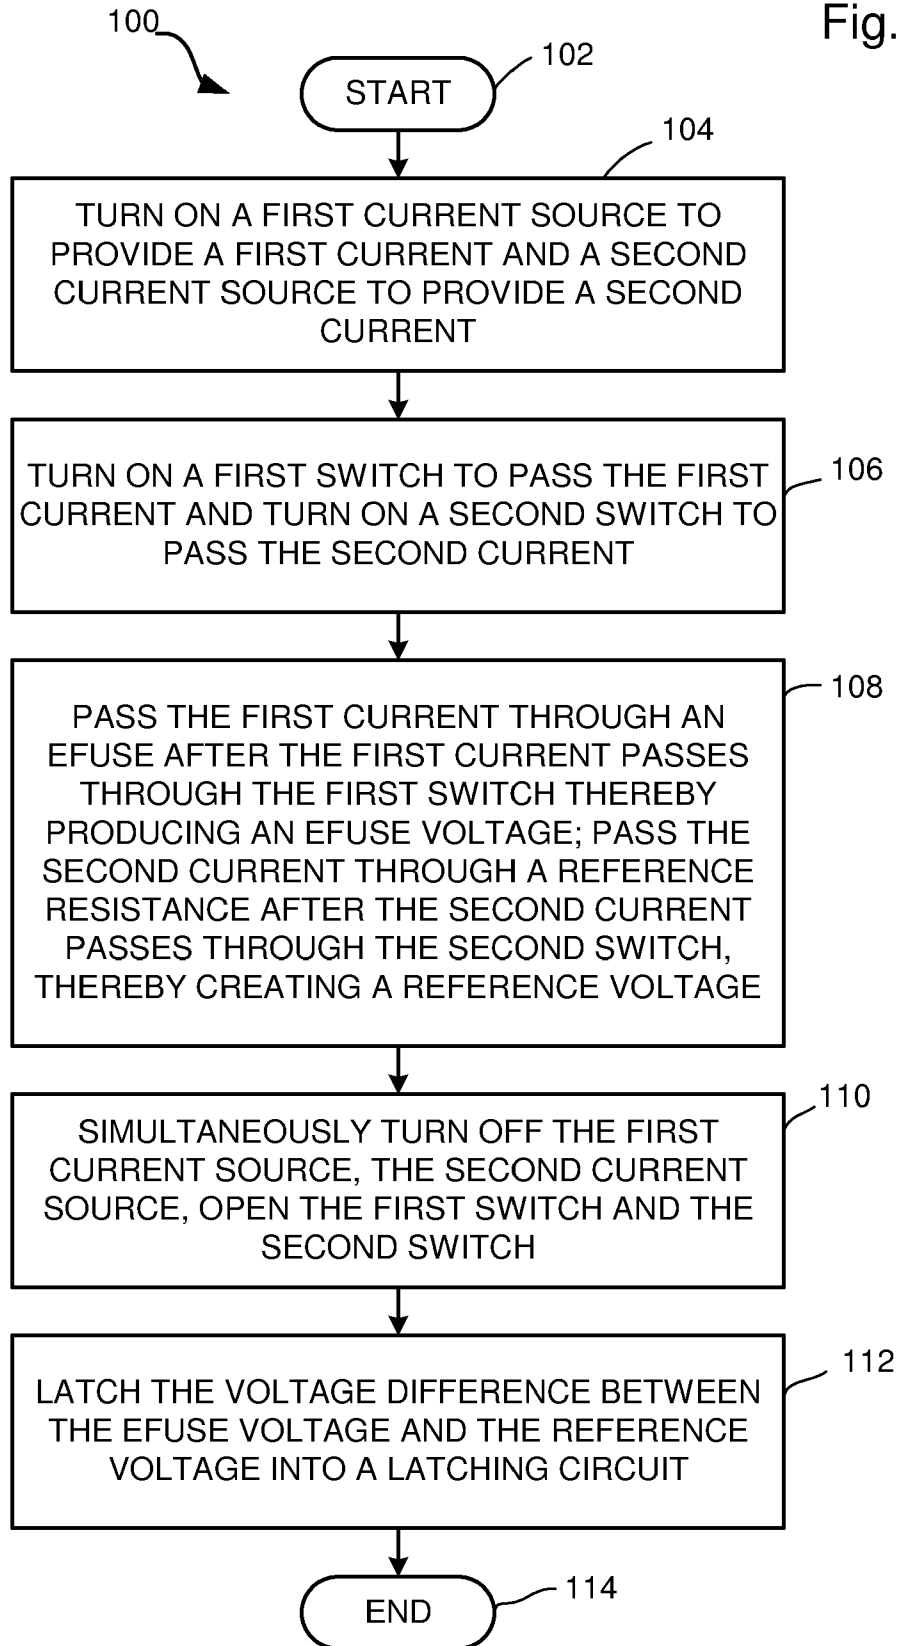 100
Fig.
START
102
104
TURN ON A FIRST CURRENT SOURCE TO
PROVIDE A FIRST CURRENT AND A SECOND
CURRENT SOURCE TO PROVIDE A SECOND
CURRENT
TURN ON A FIRST SWITCH TO PASS THE FIRST
CURRENT AND TURN ON A SECOND SWITCH TO
PASS THE SECOND CURRENT
106
PASS THE FIRST CURRENT THROUGH AN
EFUSE AFTER THE FIRST CURRENT PASSES
THROUGH THE FIRST SWITCH THEREBY
PRODUCING AN EFUSE VOLTAGE; PASS THE
SECOND CURRENT THROUGH A REFERENCE
RESISTANCE AFTER THE SECOND CURRENT
PASSES THROUGH THE SECOND SWITCH,
THEREBY CREATING A REFERENCE VOLTAGE
108
SIMULTANEOUSLY TURN OFF THE FIRST
CURRENT SOURCE, THE SECOND CURRENT
SOURCE, OPEN THE FIRST SWITCH AND THE
SECOND SWITCH
110
LATCH THE VOLTAGE DIFFERENCE BETWEEN
THE EFUSE VOLTAGE AND THE REFERENCE
VOLTAGE INTO A LATCHING CIRCUIT
112
END
114